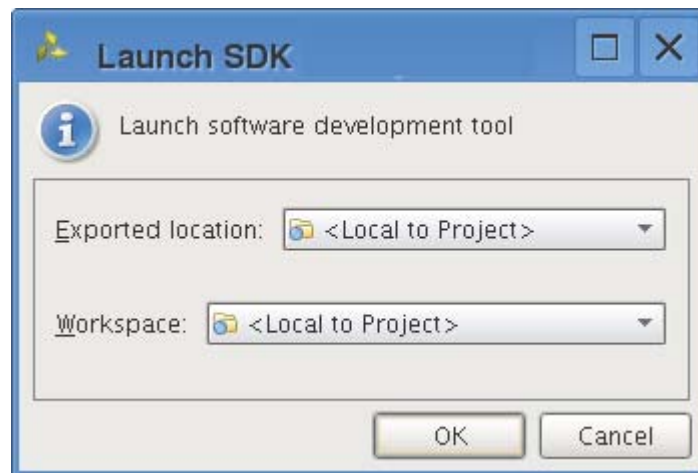 Launch SDK
Launch software development tool
Exported location: <Local to Project>
Workspace: <Local to Project>
OK Cancel